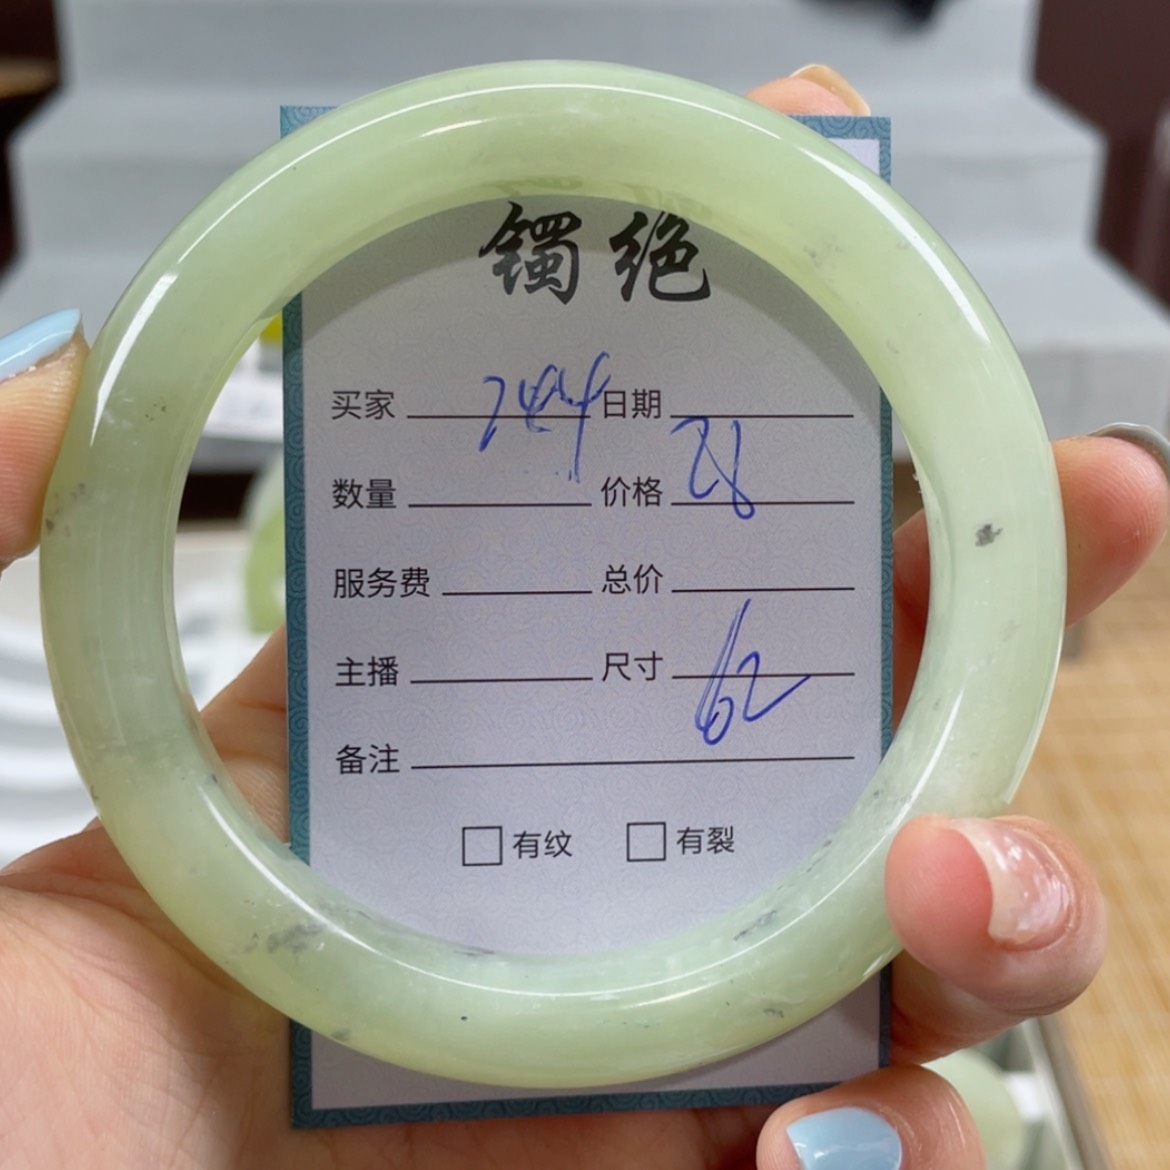 镯绝
买家 244 日期
数量 价格 28
服务费 总价
主播 尺寸 62
备注
有纹 有裂